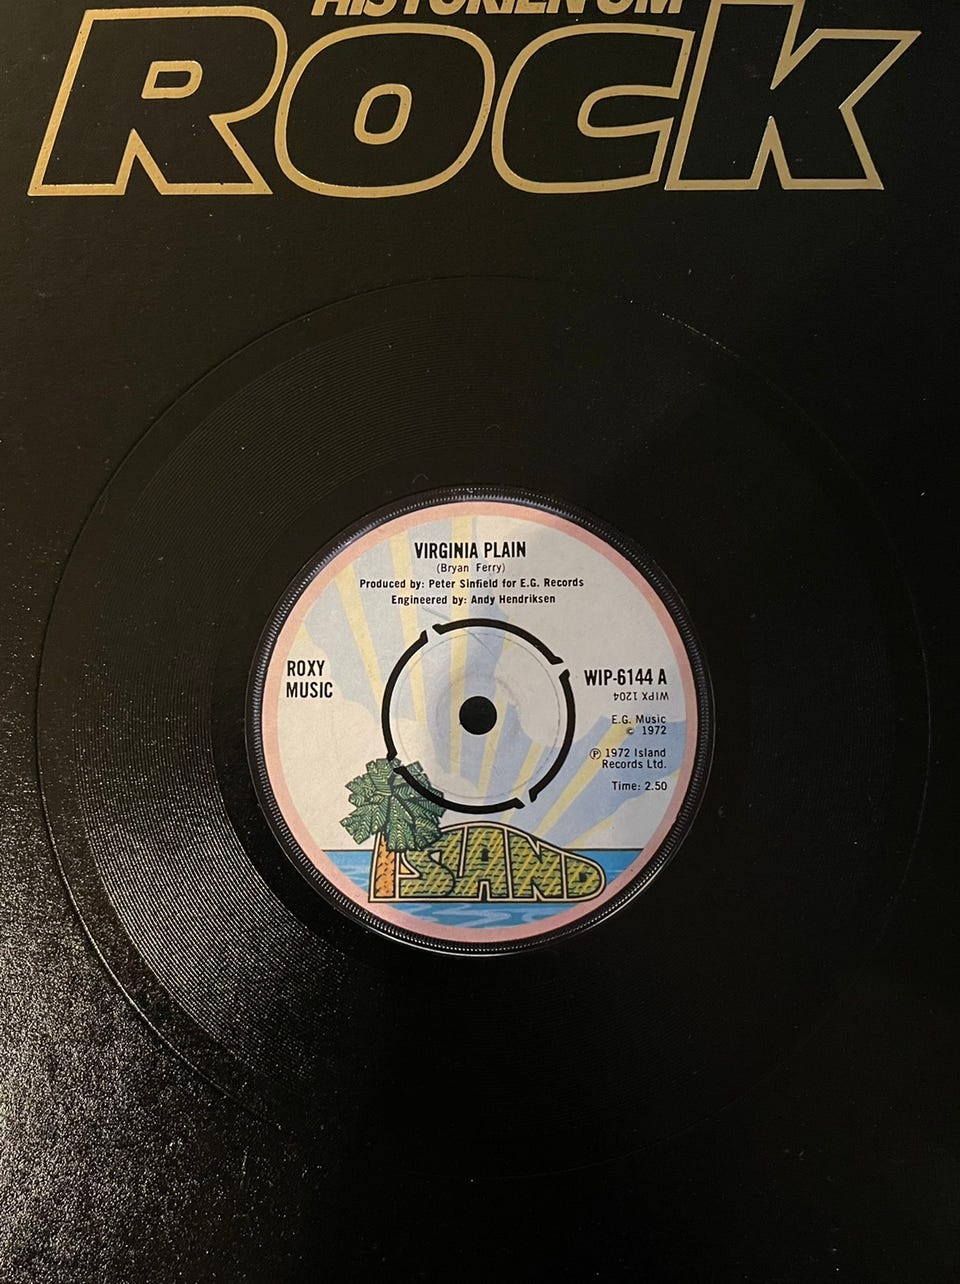 HISTORIEN OM
ROCK
VIRGINIA PLAIN
(Bryan Ferry)
Produced by: Peter Sinfield for E.G. Records
Engineered by: Andy Hendriksen
ROXY
MUSIC
WIP-6144 A
WIPX 1204
E.G. Music
© 1972
℗ 1972 Island
Records Ltd.
Time: 2.50
ISLAND